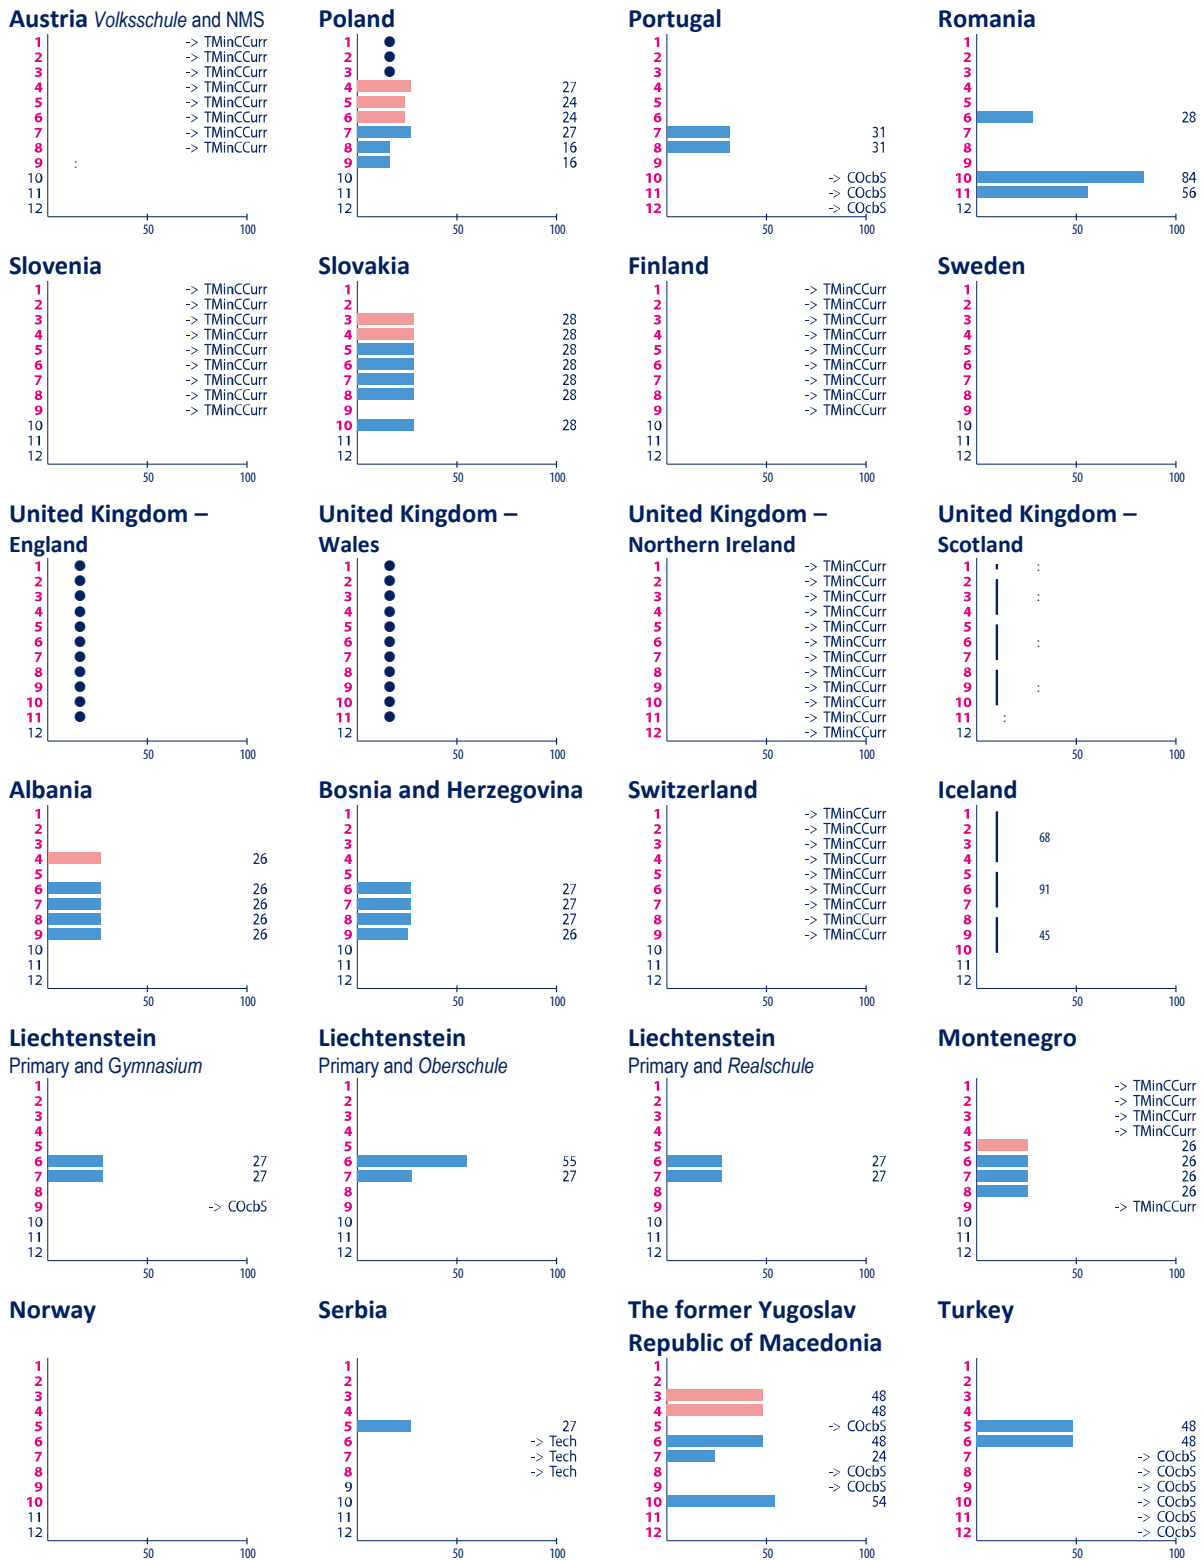 Austria Volksschule and NMS
1 -> TMinCCurr
2 -> TMinCCurr
3 -> TMinCCurr
4 -> TMinCCurr
5 -> TMinCCurr
6 -> TMinCCurr
7 -> TMinCCurr
8 -> TMinCCurr
9 :
10
11
12
50 100
Poland
1
2
3
4 27
5 24
6 24
7 27
8 16
9 16
10
11
12
50 100
Portugal
1
2
3
4
5
6
7 31
8 31
9
10 -> COcbS
11 -> COcbS
12 -> COcbS
50 100
Romania
1
2
3
4
5
6 28
7
8
9
10 84
11 56
12
50 100
Slovenia
1 -> TMinCCurr
2 -> TMinCCurr
3 -> TMinCCurr
4 -> TMinCCurr
5 -> TMinCCurr
6 -> TMinCCurr
7 -> TMinCCurr
8 -> TMinCCurr
9 -> TMinCCurr
10
11
12
50 100
Slovakia
1
2
3 28
4 28
5 28
6 28
7 28
8 28
9
10 28
11
12
50 100
Finland
1 -> TMinCCurr
2 -> TMinCCurr
3 -> TMinCCurr
4 -> TMinCCurr
5 -> TMinCCurr
6 -> TMinCCurr
7 -> TMinCCurr
8 -> TMinCCurr
9 -> TMinCCurr
10
11
12
50 100
Sweden
1
2
3
4
5
6
7
8
9
10
11
12
50 100
United Kingdom –
England
1
2
3
4
5
6
7
8
9
10
11
12
50 100
United Kingdom –
Wales
1
2
3
4
5
6
7
8
9
10
11
12
50 100
United Kingdom –
Northern Ireland
1 -> TMinCCurr
2 -> TMinCCurr
3 -> TMinCCurr
4 -> TMinCCurr
5 -> TMinCCurr
6 -> TMinCCurr
7 -> TMinCCurr
8 -> TMinCCurr
9 -> TMinCCurr
10 -> TMinCCurr
11 -> TMinCCurr
12 -> TMinCCurr
50 100
United Kingdom –
Scotland
1 :
2
3 :
4
5
6 :
7
8
9 :
10
11 :
12
50 100
Albania
1
2
3
4 26
5
6 26
7 26
8 26
9 26
10
11
12
50 100
Bosnia and Herzegovina
1
2
3
4
5
6 27
7 27
8 27
9 26
10
11
12
50 100
Switzerland
1 -> TMinCCurr
2 -> TMinCCurr
3 -> TMinCCurr
4 -> TMinCCurr
5 -> TMinCCurr
6 -> TMinCCurr
7 -> TMinCCurr
8 -> TMinCCurr
9 -> TMinCCurr
10
11
12
50 100
Iceland
1
2
68
3
4
5
6 91
7
8
9 45
10
11
12
50 100
Liechtenstein
Primary and Gymnasium
1
2
3
4
5
6 27
7 27
8
9 -> COcbS
10
11
12
50 100
Liechtenstein
Primary and Oberschule
1
2
3
4
5
6 55
7 27
8
9
10
11
12
50 100
Liechtenstein
Primary and Realschule
1
2
3
4
5
6 27
7 27
8
9
10
11
12
50 100
Montenegro
1 -> TMinCCurr
2 -> TMinCCurr
3 -> TMinCCurr
4 -> TMinCCurr
5 26
6 26
7 26
8 26
9 -> TMinCCurr
10
11
12
50 100
Norway
1
2
3
4
5
6
7
8
9
10
11
12
50 100
Serbia
1
2
3
4
5 27
6 -> Tech
7 -> Tech
8 -> Tech
9
10
11
12
50 100
The former Yugoslav
Republic of Macedonia
1
2
3 48
4 48
5 -> COcbS
6 48
7 24
8 -> COcbS
9 -> COcbS
10 54
11
12
50 100
Turkey
1
2
3
4
5 48
6 48
7 -> COcbS
8 -> COcbS
9 -> COcbS
10 -> COcbS
11 -> COcbS
12 -> COcbS
50 100